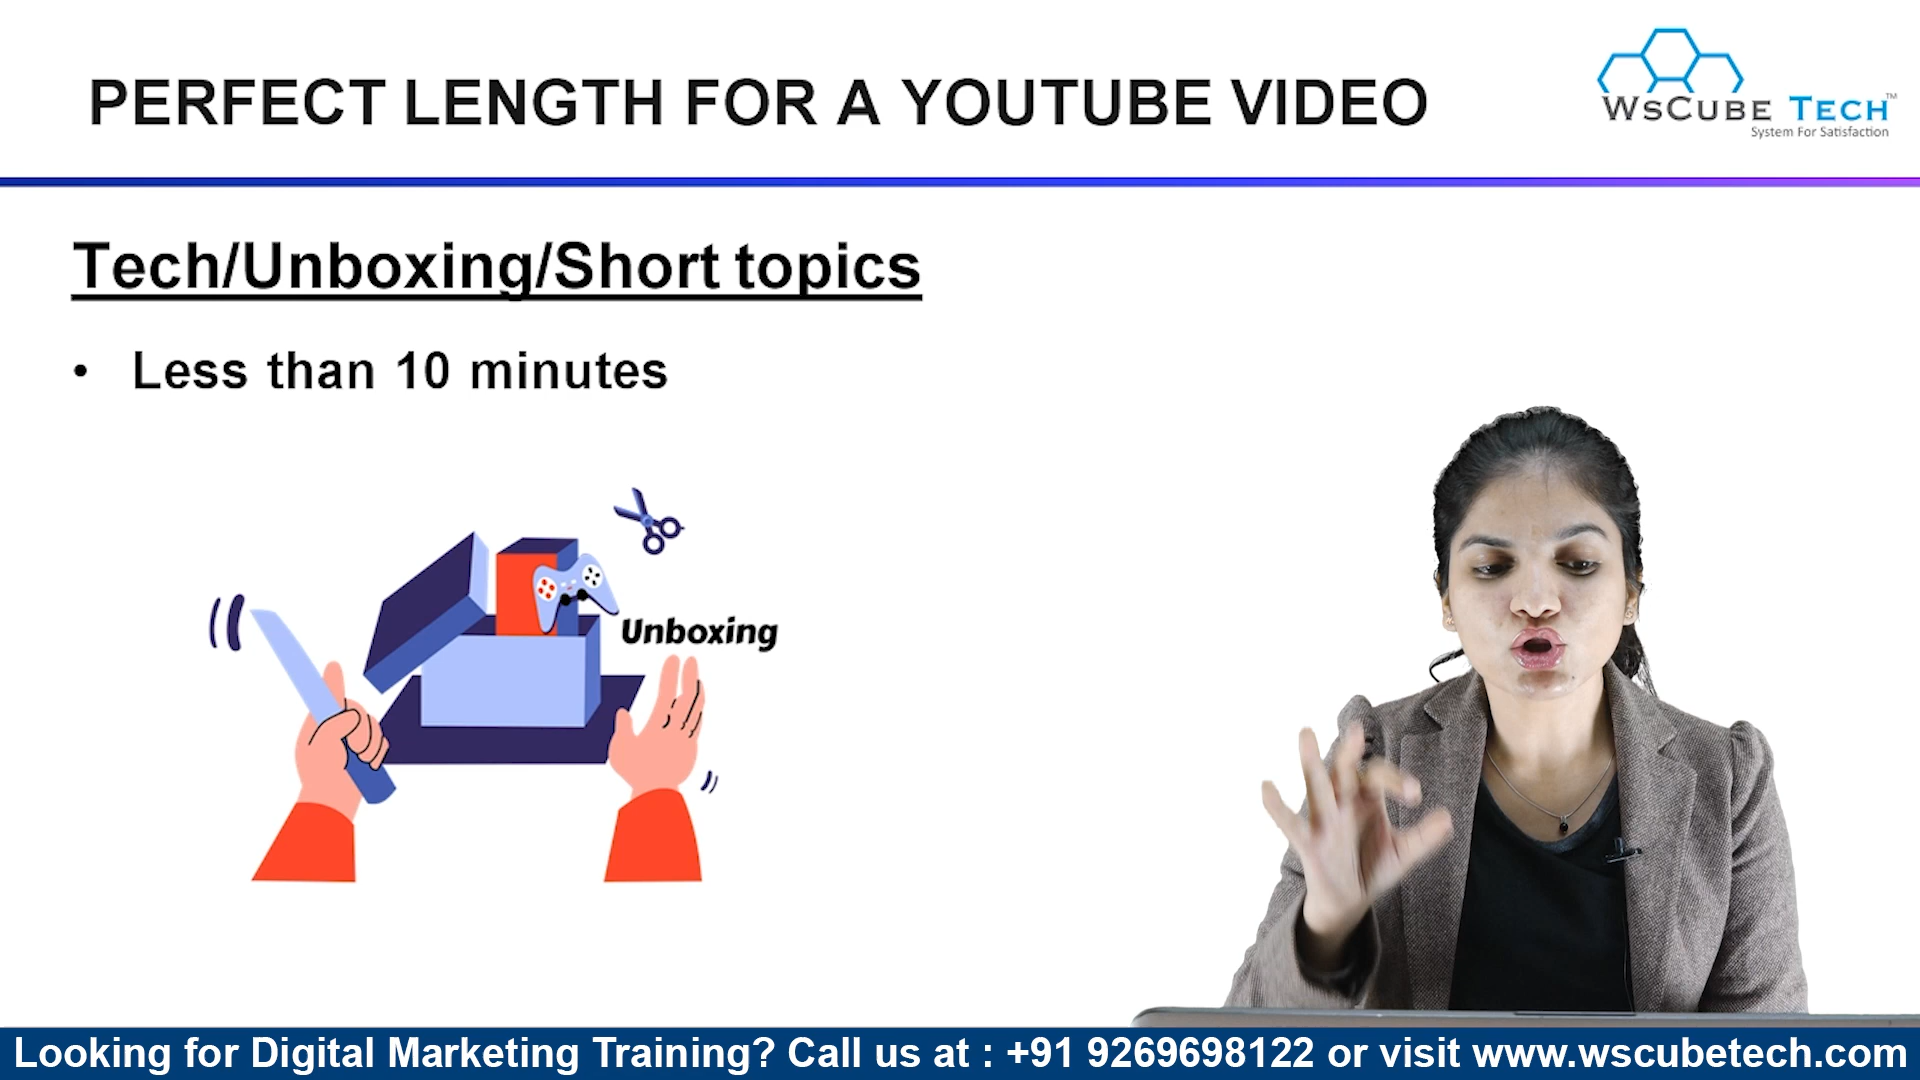 PERFECT LENGTH FOR A YOUTUBE VIDEO
WsCube Tech™
System For Satisfaction
Tech/Unboxing/Short topics
• Less than 10 minutes
Unboxing
Looking for Digital Marketing Training? Call us at : +91 9269698122 or visit www.wscubetech.com